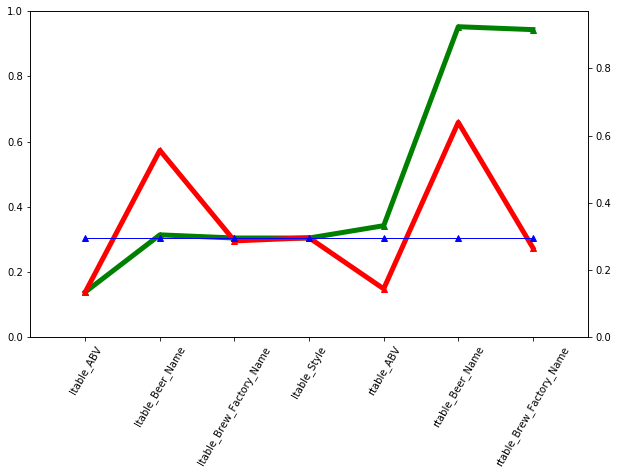 1.0
0.8
0.6
0.4
0.2
0.0
0.8
0.6
0.4
0.2
0.0
ltable_ABV
ltable_Beer_Name
ltable_Brew_Factory_Name
ltable_Style
rtable_ABV
rtable_Beer_Name
rtable_Brew_Factory_Name